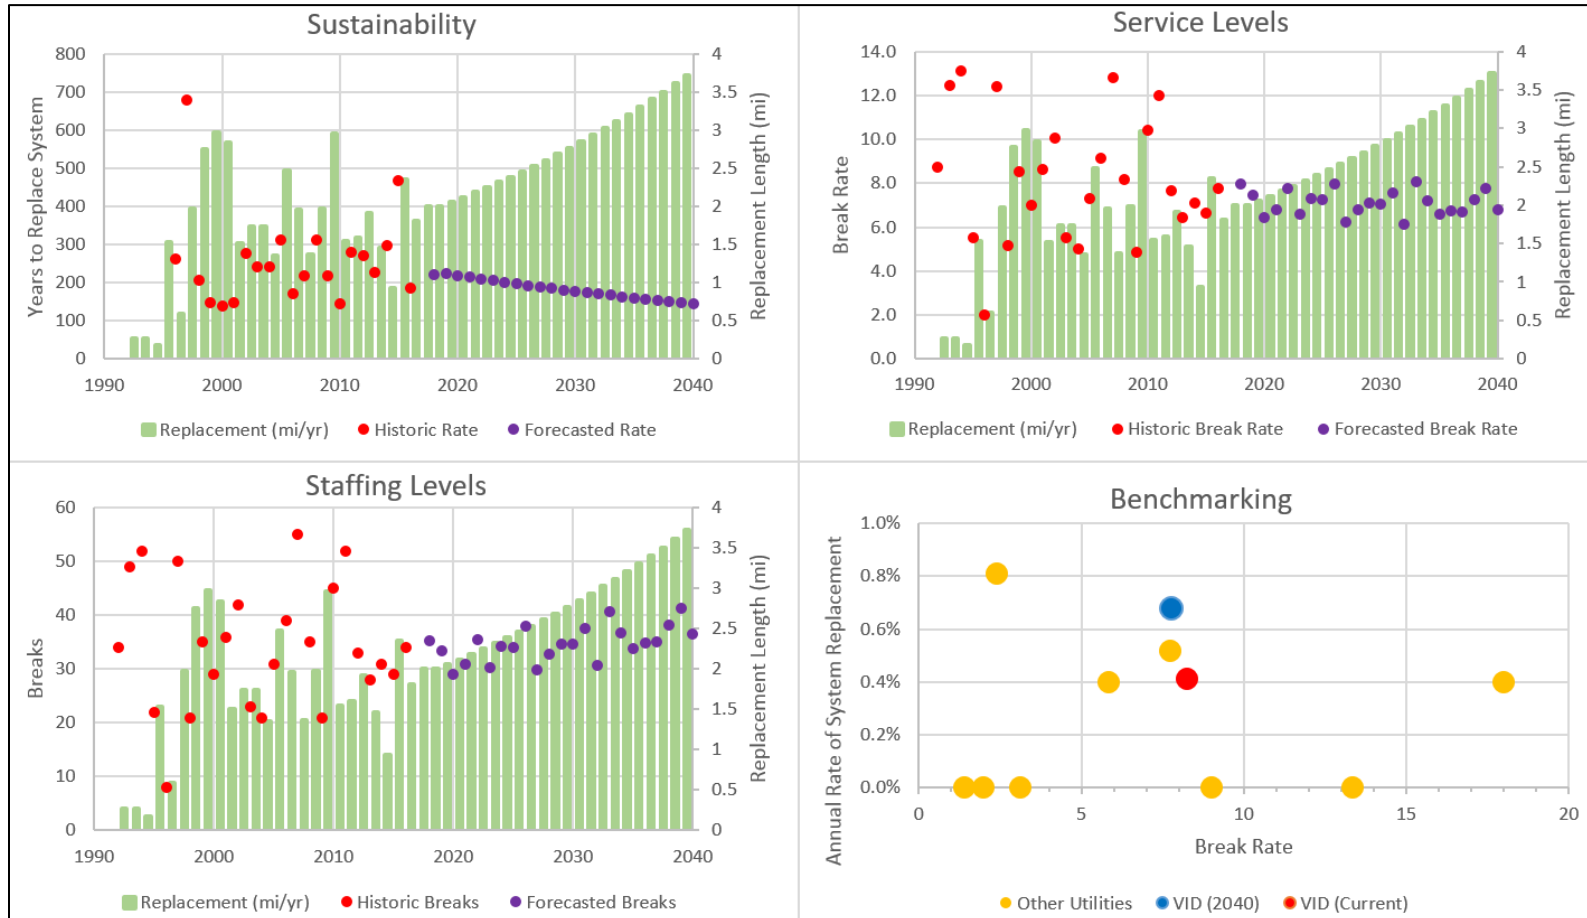 Sustainability
800
700
600
500
400
300
200
100
0
Years to Replace System
4
3.5
3
2.5
2
1.5
1
0.5
0
Replacement Length (mi)
1990 2000 2010 2020 2030 2040
Replacement (mi/yr) Historic Rate Forecasted Rate
Service Levels
14.0
12.0
10.0
8.0
6.0
4.0
2.0
0.0
Break Rate
4
3.5
3
2.5
2
1.5
1
0.5
0
Replacement Length (mi)
1990 2000 2010 2020 2030 2040
Replacement (mi/yr) Historic Break Rate Forecasted Break Rate
Staffing Levels
60
50
40
30
20
10
0
Breaks
4
3.5
3
2.5
2
1.5
1
0.5
0
Replacement Length (mi)
1990 2000 2010 2020 2030 2040
Replacement (mi/yr) Historic Breaks Forecasted Breaks
Benchmarking
1.0%
0.8%
0.6%
0.4%
0.2%
0.0%
Annual Rate of System Replacement
0 5 10 15 20
Break Rate
Other Utilities VID (2040) VID (Current)